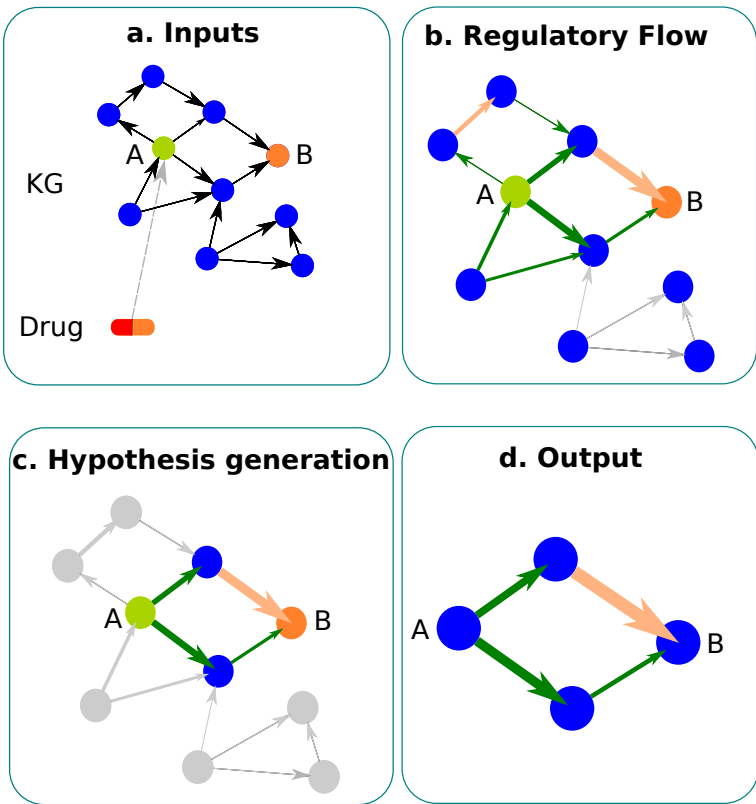 a. Inputs
A
B
KG
Drug
b. Regulatory Flow
A
B
c. Hypothesis generation
A
B
d. Output
A
B